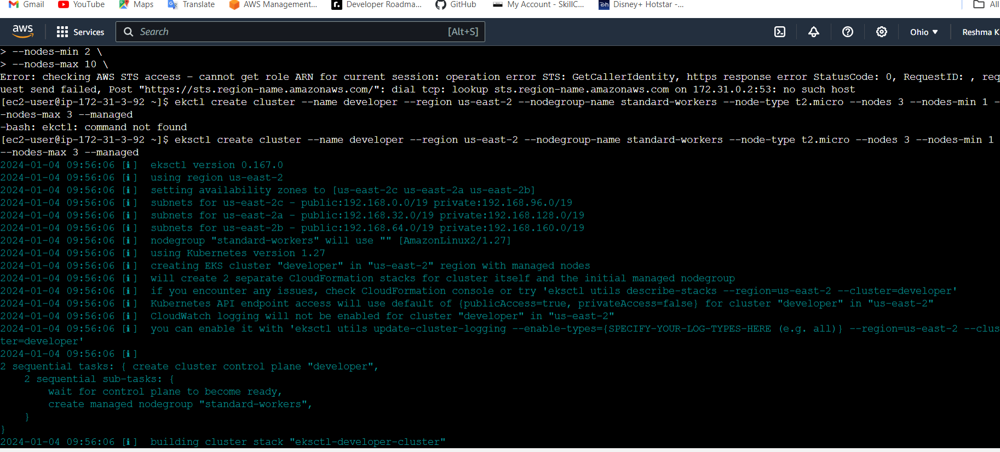 Gmail YouTube Maps Translate AWS Management... Developer Roadma... GitHub My Account - SkillC... Disney+ Hotstar -... All
aws Services Search [Alt+S] Ohio ▼ Reshma K
> --nodes-min 2 \
> --nodes-max 10 \
Error: checking AWS STS access – cannot get role ARN for current session: operation error STS: GetCallerIdentity, https response error StatusCode: 0, RequestID: , req
uest send failed, Post "https://sts.region-name.amazonaws.com/": dial tcp: lookup sts.region-name.amazonaws.com on 172.31.0.2:53: no such host
[ec2-user@ip-172-31-3-92 ~]$ ekctl create cluster --name developer --region us-east-2 --nodegroup-name standard-workers --node-type t2.micro --nodes 3 --nodes-min 1 -
-nodes-max 3 --managed
-bash: ekctl: command not found
[ec2-user@ip-172-31-3-92 ~]$ eksctl create cluster --name developer --region us-east-2 --nodegroup-name standard-workers --node-type t2.micro --nodes 3 --nodes-min 1
--nodes-max 3 --managed
2024-01-04 09:56:06 [ℹ]  eksctl version 0.167.0
2024-01-04 09:56:06 [ℹ]  using region us-east-2
2024-01-04 09:56:06 [ℹ]  setting availability zones to [us-east-2c us-east-2a us-east-2b]
2024-01-04 09:56:06 [ℹ]  subnets for us-east-2c - public:192.168.0.0/19 private:192.168.96.0/19
2024-01-04 09:56:06 [ℹ]  subnets for us-east-2a - public:192.168.32.0/19 private:192.168.128.0/19
2024-01-04 09:56:06 [ℹ]  subnets for us-east-2b - public:192.168.64.0/19 private:192.168.160.0/19
2024-01-04 09:56:06 [ℹ]  nodegroup "standard-workers" will use "" [AmazonLinux2/1.27]
2024-01-04 09:56:06 [ℹ]  using Kubernetes version 1.27
2024-01-04 09:56:06 [ℹ]  creating EKS cluster "developer" in "us-east-2" region with managed nodes
2024-01-04 09:56:06 [ℹ]  will create 2 separate CloudFormation stacks for cluster itself and the initial managed nodegroup
2024-01-04 09:56:06 [ℹ]  if you encounter any issues, check CloudFormation console or try 'eksctl utils describe-stacks --region=us-east-2 --cluster=developer'
2024-01-04 09:56:06 [ℹ]  Kubernetes API endpoint access will use default of {publicAccess=true, privateAccess=false} for cluster "developer" in "us-east-2"
2024-01-04 09:56:06 [ℹ]  CloudWatch logging will not be enabled for cluster "developer" in "us-east-2"
2024-01-04 09:56:06 [ℹ]  you can enable it with 'eksctl utils update-cluster-logging --enable-types={SPECIFY-YOUR-LOG-TYPES-HERE (e.g. all)} --region=us-east-2 --clus
ter=developer'
2024-01-04 09:56:06 [ℹ]
2 sequential tasks: { create cluster control plane "developer",
    2 sequential sub-tasks: {
        wait for control plane to become ready,
        create managed nodegroup "standard-workers",
    }
}
2024-01-04 09:56:06 [ℹ]  building cluster stack "eksctl-developer-cluster"